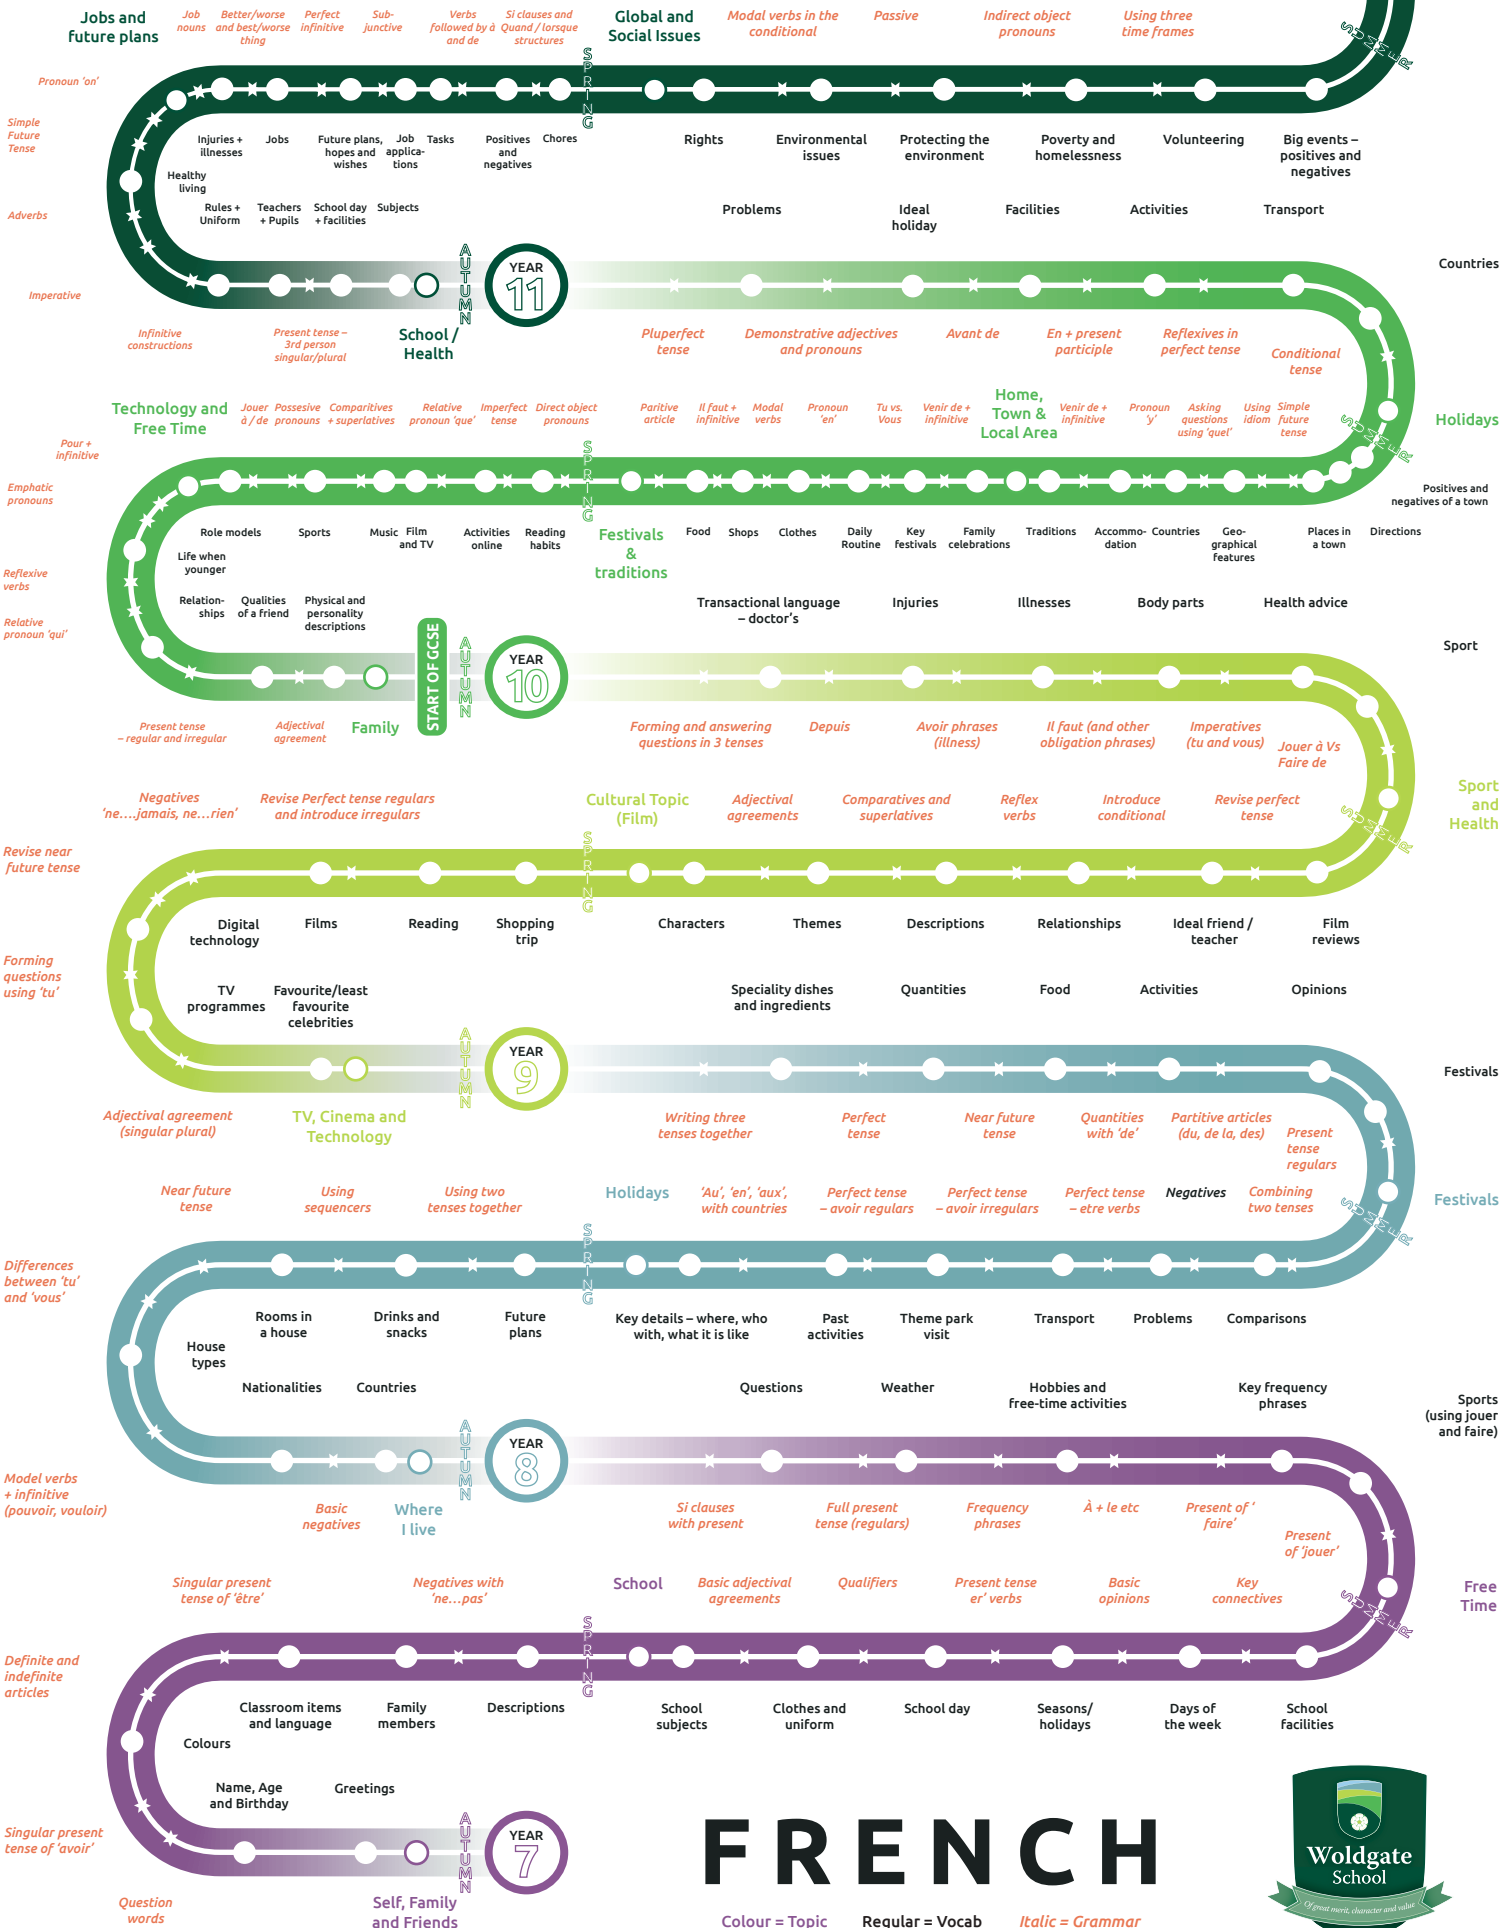 Jobs and
future plans
Job
nouns
Better/worse
and best/worse
thing
Perfect
infinitive
Sub-
junctive
Verbs
followed by à
and de
Si clauses and
Quand / lorsque
structures
Global and
Social Issues
Modal verbs in the
conditional
Passive
Indirect object
pronouns
Using three
time frames
SUMMER
SPRING
Pronoun ‘on’
Simple
Future
Tense
Adverbs
Imperative
Injuries +
illnesses
Jobs
Future plans,
hopes and
wishes
Job
applica-
tions
Tasks
Positives
and
negatives
Chores
Rights
Environmental
issues
Protecting the
environment
Poverty and
homelessness
Volunteering
Big events –
positives and
negatives
Healthy
living
Rules +
Uniform
Teachers
+ Pupils
School day
+ facilities
Subjects
Problems
Ideal
holiday
Facilities
Activities
Transport
Countries
AUTUMN
YEAR
11
Infinitive
constructions
Present tense –
3rd person
singular/plural
School /
Health
Pluperfect
tense
Demonstrative adjectives
and pronouns
Avant de
En + present
participle
Reflexives in
perfect tense
Conditional
tense
Technology and
Free Time
Jouer
à / de
Possesive
pronouns
Comparitives
+ superlatives
Relative
pronoun ‘que’
Imperfect
tense
Direct object
pronouns
Paritive
article
Il faut +
infinitive
Modal
verbs
Pronoun
‘en’
Tu vs.
Vous
Venir de +
infinitive
Home,
Town &
Local Area
Venir de +
infinitive
Pronoun
‘y’
Asking
questions
using ‘quel’
Using
idiom
Simple
future
tense
SUMMER
Holidays
SPRING
Pour +
infinitive
Emphatic
pronouns
Reflexive
verbs
Relative
pronoun ‘qui’
Positives and
negatives of a town
Role models
Sports
Music
Film
and TV
Activities
online
Reading
habits
Festivals
&
traditions
Food
Shops
Clothes
Daily
Routine
Key
festivals
Family
celebrations
Traditions
Accommo-
dation
Countries
Geo-
graphical
features
Places in
a town
Directions
Life when
younger
Relation-
ships
Qualities
of a friend
Physical and
personality
descriptions
START OF GCSE
AUTUMN
YEAR
10
Transactional language
– doctor’s
Injuries
Illnesses
Body parts
Health advice
Sport
Present tense
– regular and irregular
Adjectival
agreement
Family
Forming and answering
questions in 3 tenses
Depuis
Avoir phrases
(illness)
Il faut (and other
obligation phrases)
Imperatives
(tu and vous)
Jouer à Vs
Faire de
Negatives
‘ne….jamais, ne…rien’
Revise Perfect tense regulars
and introduce irregulars
Cultural Topic
(Film)
Adjectival
agreements
Comparatives and
superlatives
Reflex
verbs
Introduce
conditional
Revise perfect
tense
SUMMER
Sport
and
Health
SPRING
Revise near
future tense
Forming
questions
using ‘tu’
Digital
technology
Films
Reading
Shopping
trip
Characters
Themes
Descriptions
Relationships
Ideal friend /
teacher
Film
reviews
TV
programmes
Favourite/least
favourite
celebrities
Speciality dishes
and ingredients
Quantities
Food
Activities
Opinions
Festivals
AUTUMN
YEAR
9
Adjectival agreement
(singular plural)
TV, Cinema and
Technology
Writing three
tenses together
Perfect
tense
Near future
tense
Quantities
with ‘de’
Partitive articles
(du, de la, des)
Present
tense
regulars
Near future
tense
Using
sequencers
Using two
tenses together
Holidays
‘Au’, ‘en’, ‘aux’,
with countries
Perfect tense
– avoir regulars
Perfect tense
– avoir irregulars
Perfect tense
– etre verbs
Negatives
Combining
two tenses
SUMMER
Festivals
SPRING
Differences
between ‘tu’
and ‘vous’
Rooms in
a house
Drinks and
snacks
Future
plans
Key details – where, who
with, what it is like
Past
activities
Theme park
visit
Transport
Problems
Comparisons
House
types
Nationalities
Countries
Questions
Weather
Hobbies and
free-time activities
Key frequency
phrases
Sports
(using jouer
and faire)
AUTUMN
YEAR
8
Model verbs
+ infinitive
(pouvoir, vouloir)
Basic
negatives
Where
I live
Si clauses
with present
Full present
tense (regulars)
Frequency
phrases
À + le etc
Present of ‘
faire’
Present
of ‘jouer’
Singular present
tense of ‘être’
Negatives with
‘ne…pas’
School
Basic adjectival
agreements
Qualifiers
Present tense
er’ verbs
Basic
opinions
Key
connectives
SUMMER
Free
Time
SPRING
Definite and
indefinite
articles
Classroom items
and language
Family
members
Descriptions
School
subjects
Clothes and
uniform
School day
Seasons/
holidays
Days of
the week
School
facilities
Colours
Name, Age
and Birthday
Greetings
AUTUMN
YEAR
7
Singular present
tense of ‘avoir’
Question
words
Self, Family
and Friends
FRENCH
Colour = Topic
Regular = Vocab
Italic = Grammar
Woldgate
School
Of great merit, character and value